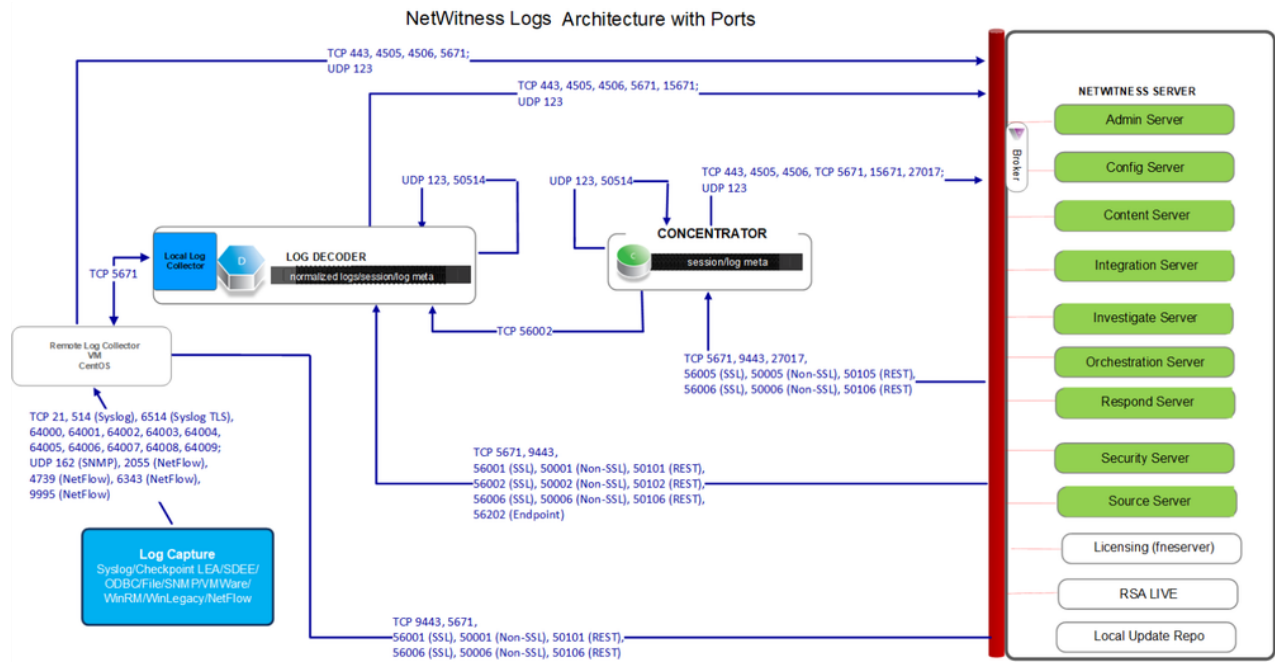 NetWitness Logs Architecture with Ports
TCP 443, 4505, 4506, 5671;
UDP 123
TCP 443, 4505, 4506, 5671, 15671;
UDP 123
NETWITNESS SERVER
Admin Server
Broker
Config Server
Content Server
Integration Server
Investigate Server
Orchestration Server
Respond Server
Security Server
Source Server
Licensing (fneserver)
RSA LIVE
Local Update Repo
UDP 123, 50514
UDP 123, 50514
TCP 443, 4505, 4506, TCP 5671, 15671, 27017;
UDP 123
Local Log
Collector
D
LOG DECODER
normalized logs/session/log meta
CONCENTRATOR
C
session/log meta
TCP 5671
TCP 56002
Remote Log Collector
VM
CentOS
TCP 5671, 9443, 27017,
56005 (SSL), 50005 (Non-SSL), 50105 (REST),
56006 (SSL), 50006 (Non-SSL), 50106 (REST)
TCP 21, 514 (Syslog), 6514 (Syslog TLS),
64000, 64001, 64002, 64003, 64004,
64005, 64006, 64007, 64008, 64009;
UDP 162 (SNMP), 2055 (NetFlow),
4739 (NetFlow), 6343 (NetFlow),
9995 (NetFlow)
TCP 5671, 9443,
56001 (SSL), 50001 (Non-SSL), 50101 (REST),
56002 (SSL), 50002 (Non-SSL), 50102 (REST),
56006 (SSL), 50006 (Non-SSL), 50106 (REST),
56202 (Endpoint)
Log Capture
Syslog/Checkpoint LEA/SDEE/
ODBC/File/SNMP/VMWare/
WinRM/WinLegacy/NetFlow
TCP 9443, 5671,
56001 (SSL), 50001 (Non-SSL), 50101 (REST),
56006 (SSL), 50006 (Non-SSL), 50106 (REST)